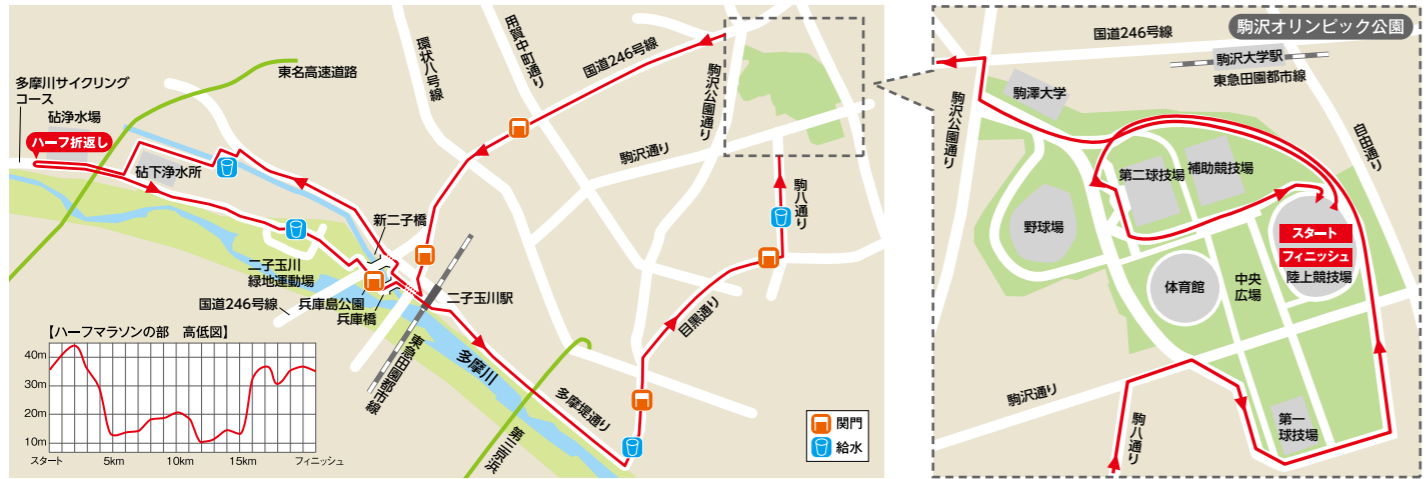 多摩川サイクリング
コース
砧浄水場
ハーフ折返し
砧下浄水所
東名高速道路
環状八号線
用賀中町通り
国道246号線
駒沢公園通り
駒沢通り
駒八通り
新二子橋
二子玉川
緑地運動場
国道246号線
兵庫島公園
兵庫橋
二子玉川駅
東急田園都市線
多摩川
多摩堤通り
第三京浜
目黒通り
関門
給水
【ハーフマラソンの部　高低図】
40m
30m
20m
10m
スタート
5km
10km
15km
フィニッシュ
駒沢オリンピック公園
国道246号線
駒沢大学駅
東急田園都市線
駒沢公園通り
駒澤大学
自由通り
第二球技場
補助競技場
野球場
スタート
フィニッシュ
陸上競技場
体育館
中央
広場
駒沢通り
駒八通り
第一
球技場